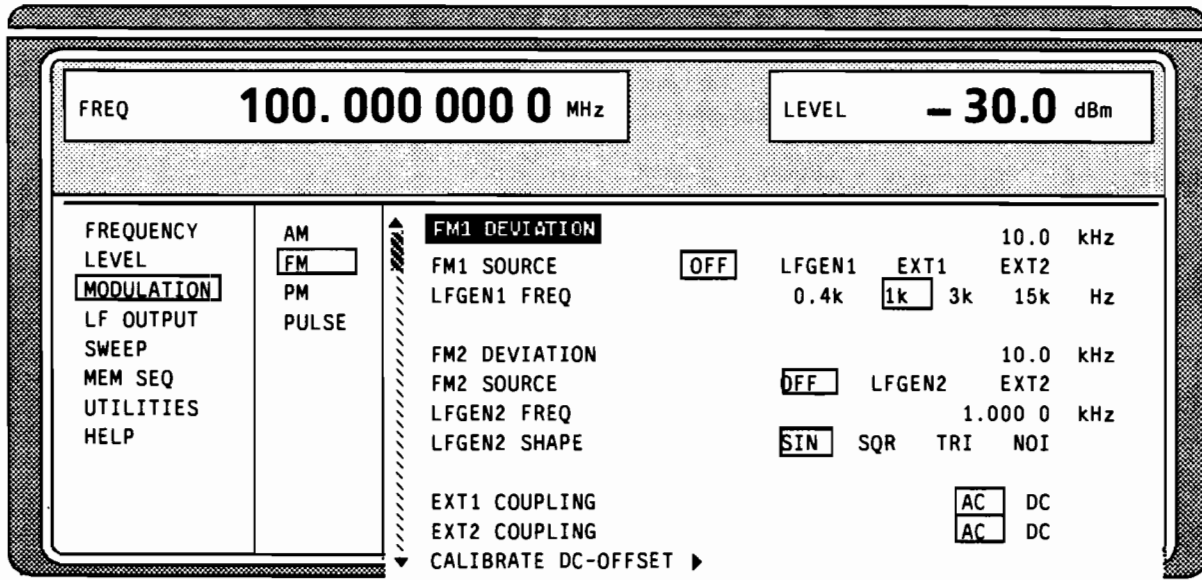 FREQ 100. 000 000 0 MHz LEVEL – 30.0 dBm
FREQUENCY
LEVEL
MODULATION
LF OUTPUT
SWEEP
MEM SEQ
UTILITIES
HELP
AM
FM
PM
PULSE
FM1 DEVIATION 10.0 kHz
FM1 SOURCE OFF LFGEN1 EXT1 EXT2
LFGEN1 FREQ 0.4k 1k 3k 15k Hz
FM2 DEVIATION 10.0 kHz
FM2 SOURCE OFF LFGEN2 EXT2
LFGEN2 FREQ 1.000 0 kHz
LFGEN2 SHAPE SIN SQR TRI NOI
EXT1 COUPLING AC DC
EXT2 COUPLING AC DC
CALIBRATE DC-OFFSET